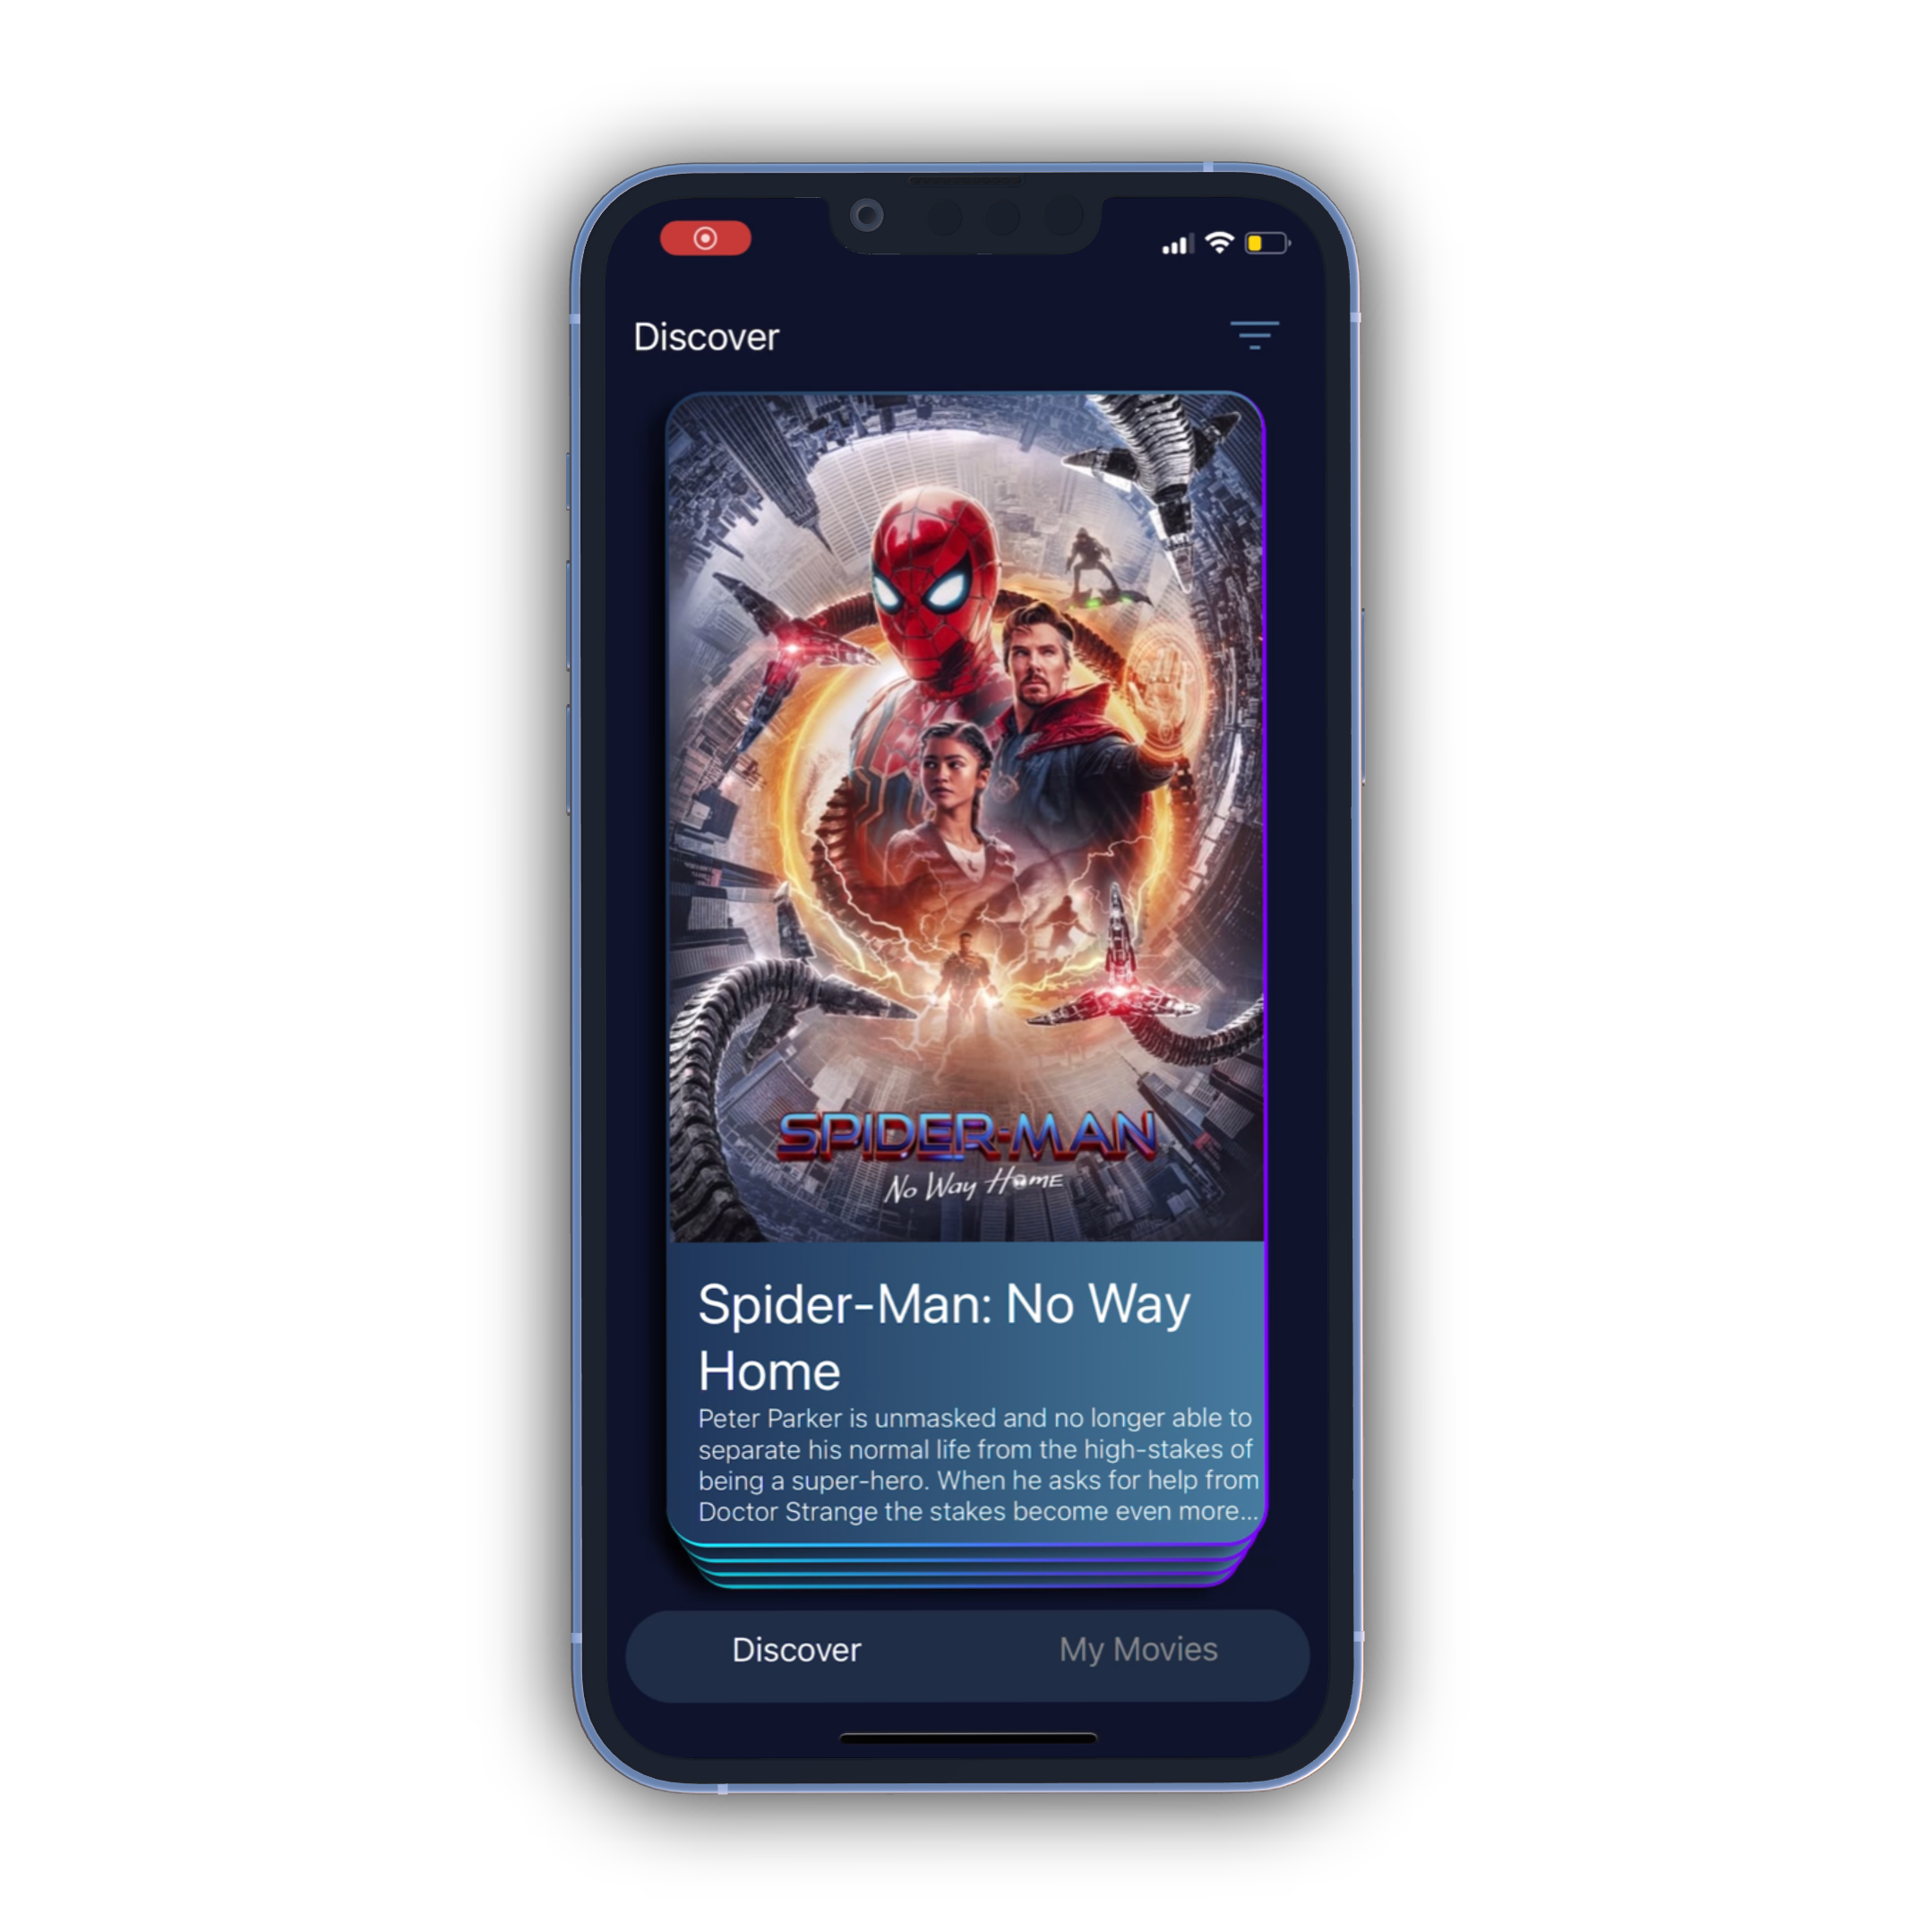 Discover
SPIDER-MAN
No Way Home
Spider-Man: No Way
Home
Peter Parker is unmasked and no longer able to
separate his normal life from the high-stakes of
being a super-hero. When he asks for help from
Doctor Strange the stakes become even more...
Discover My Movies